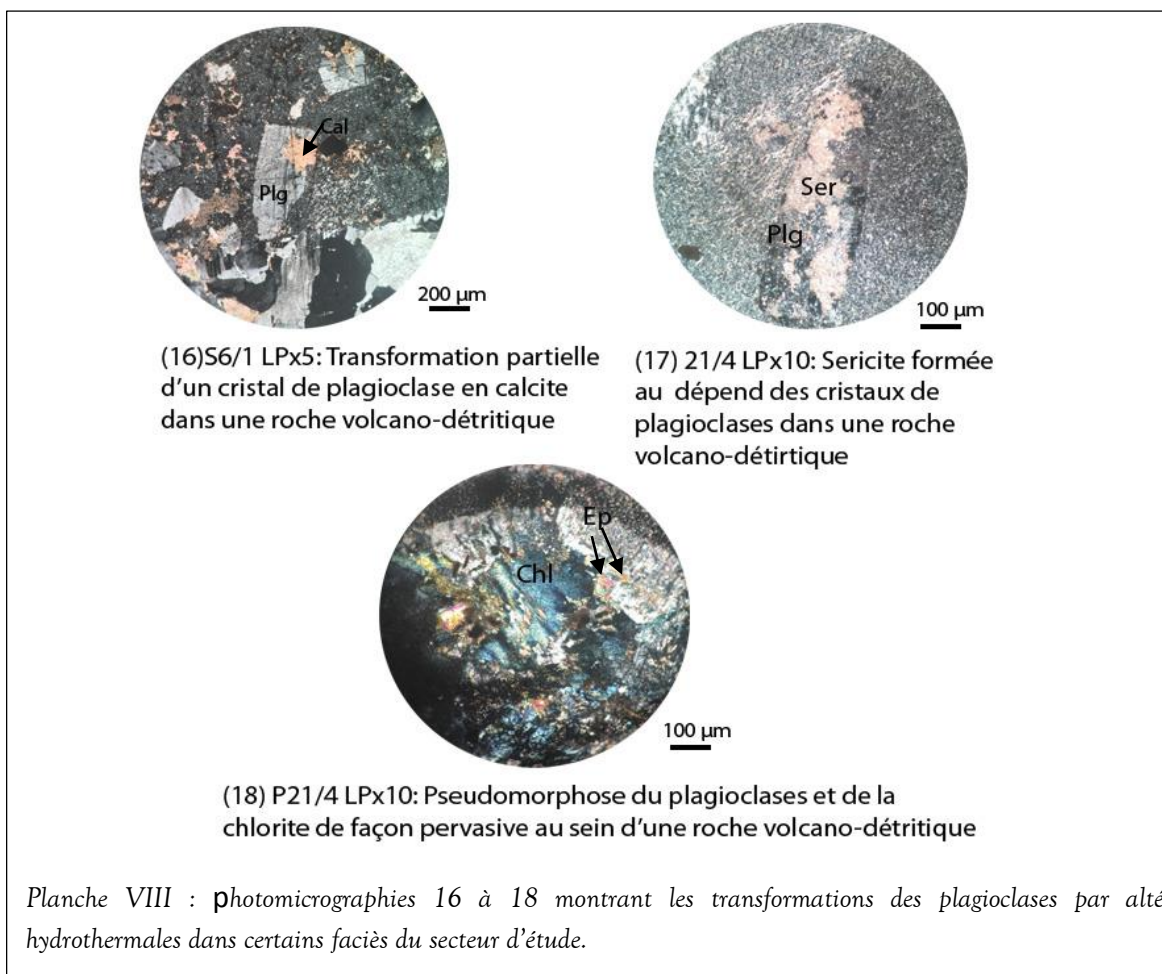 Cal
Plg
200 µm
Ser
Plg
100 µm
(16)S6/1 LPx5: Transformation partielle
d'un cristal de plagioclase en calcite
dans une roche volcano-détritique
(17) 21/4 LPx10: Sericite formée
au dépend des cristaux de
plagioclases dans une roche
volcano-détirtique
Ep
Chl
100 µm
(18) P21/4 LPx10: Pseudomorphose du plagioclases et de la
chlorite de façon pervasive au sein d'une roche volcano-détritique
Planche VIII : photomicrographies 16 à 18 montrant les transformations des plagioclases par alté
hydrothermales dans certains faciès du secteur d'étude.